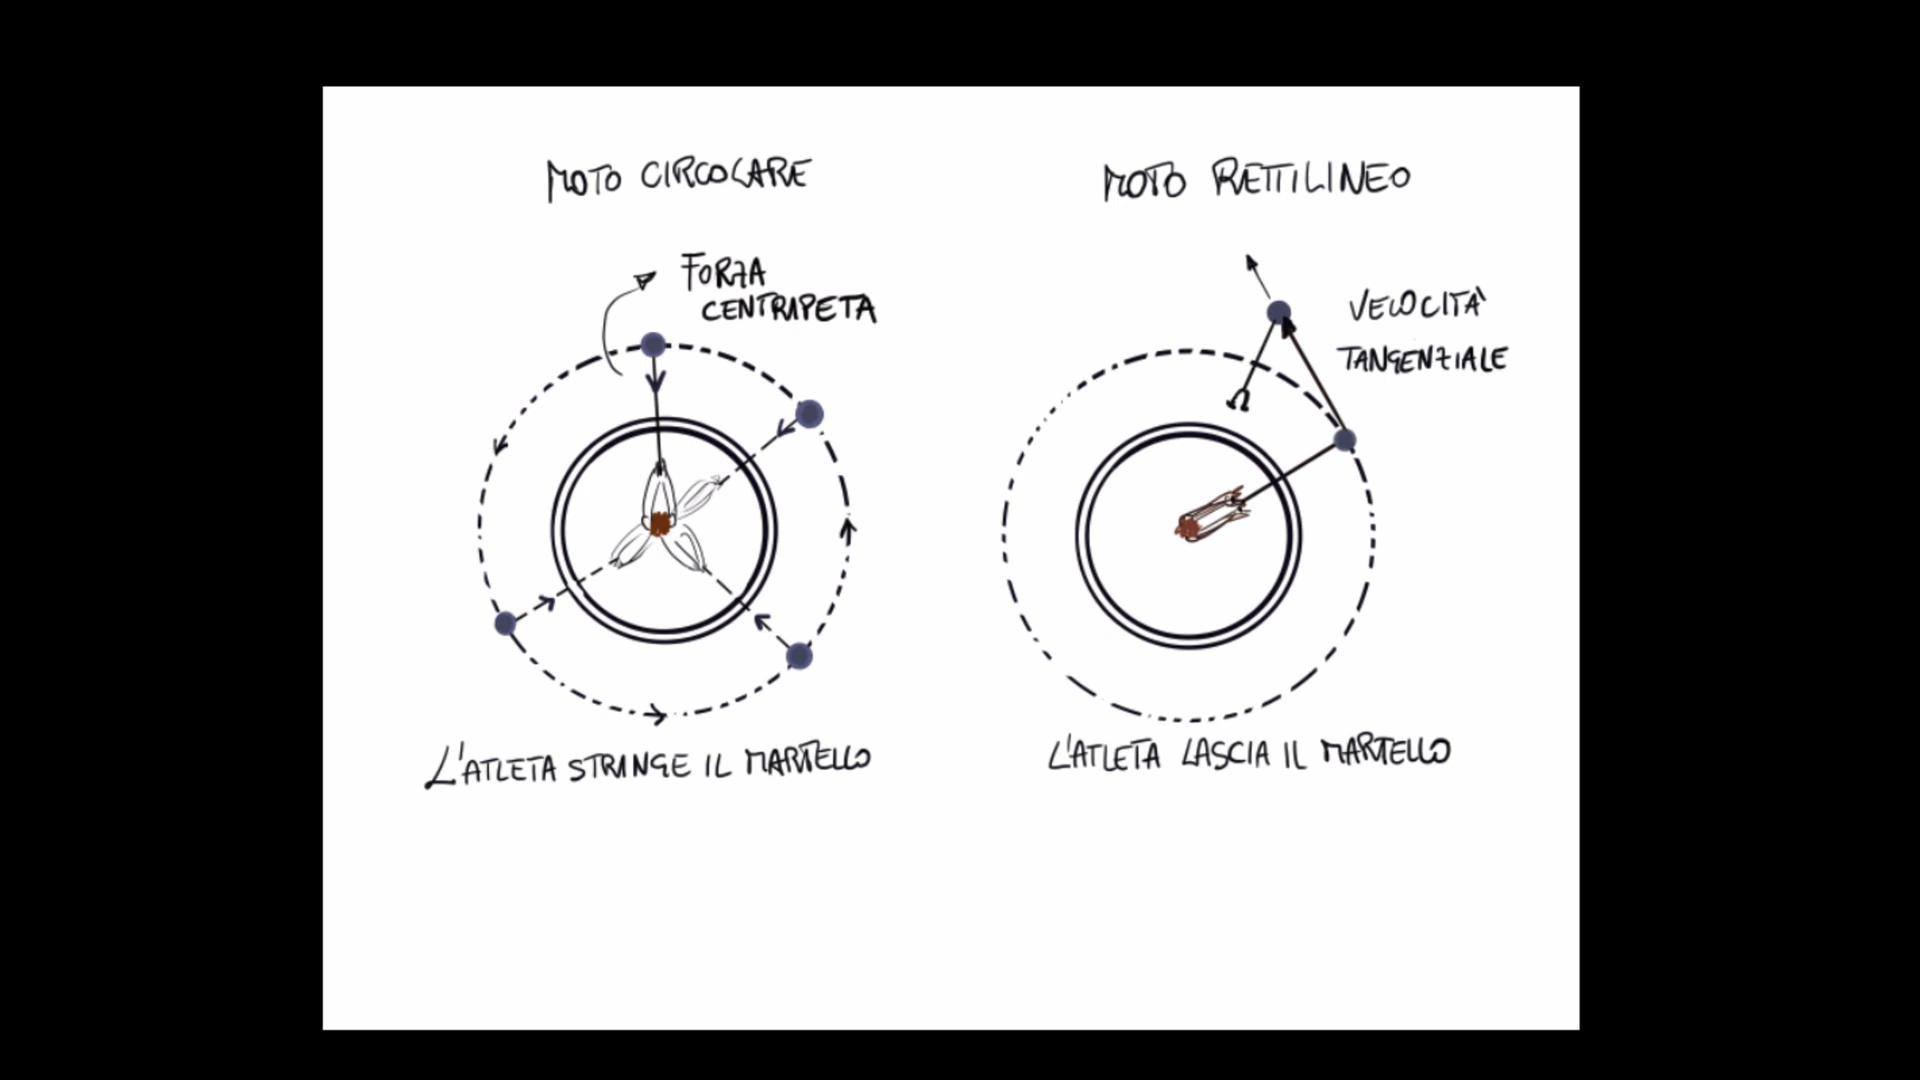 MOTO CIRCOLARE
FORZA
CENTRIPETA
L'ATLETA STRINGE IL MARTELLO
MOTO RETTILINEO
VELOCITÀ
TANGENZIALE
L'ATLETA LASCIA IL MARTELLO